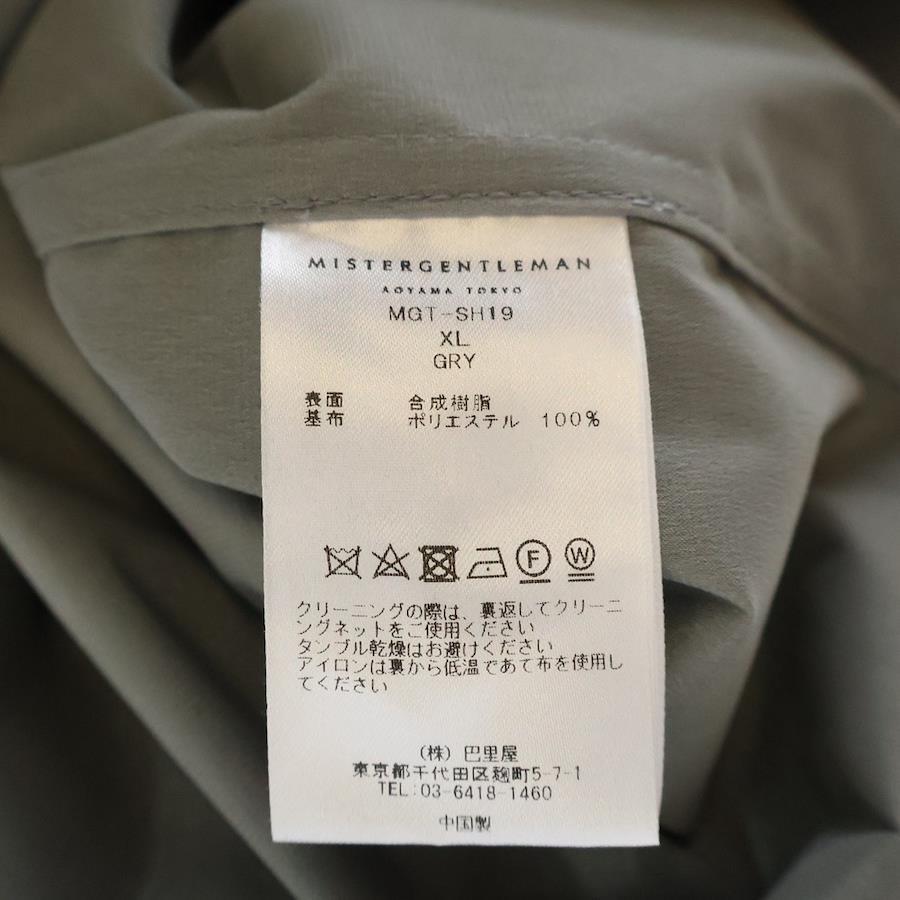 MISTERGENTLEMAN
AOYAMA TOKYO
MGT-SH19
XL
GRY
表面 合成樹脂
基布 ポリエステル 100%
F W
クリーニングの際は、裏返してクリーニ
ングネットをご使用ください
タンブル乾燥はお避けください
アイロンは裏から低温であて布を使用し
てください
(株) 巴里屋
東京都千代田区麹町5-7-1
TEL:03-6418-1460
中国製